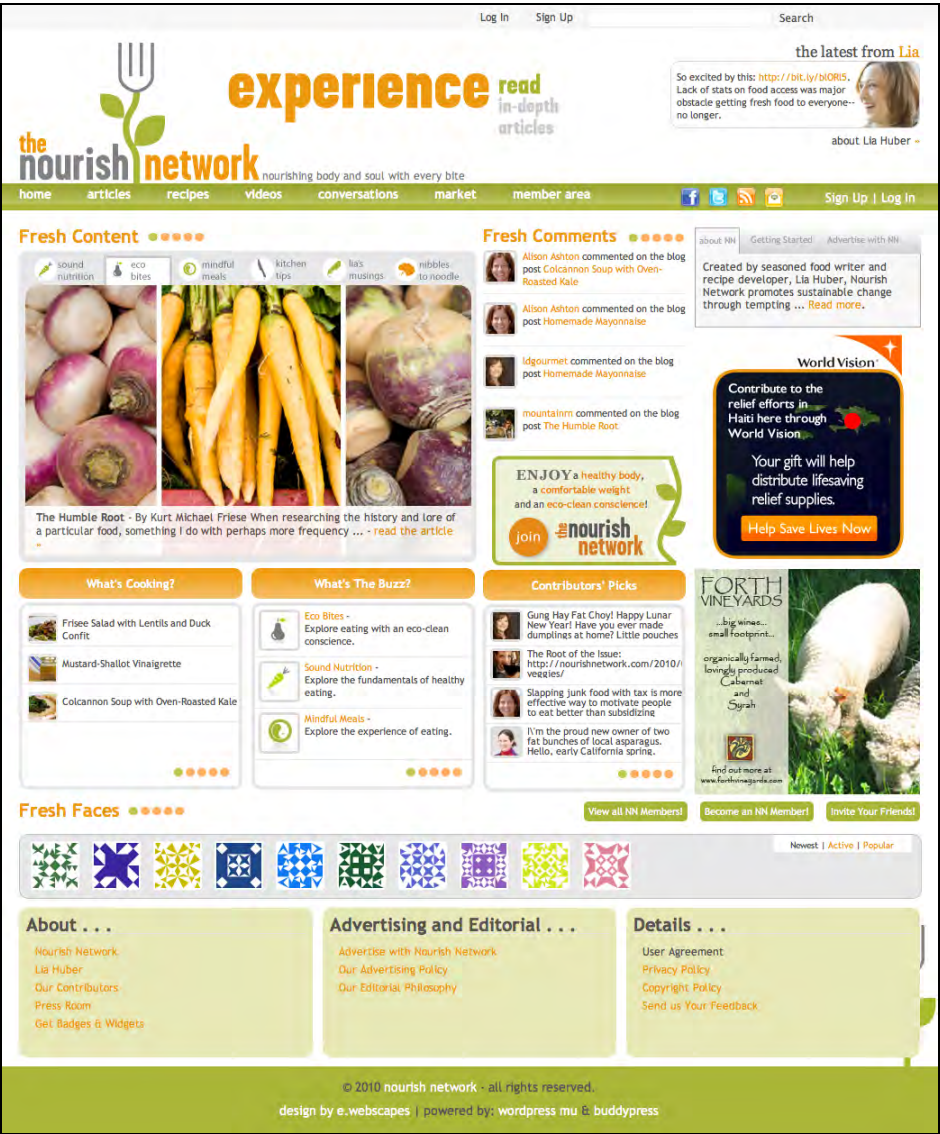 Log In Sign Up Search
the latest from Lia
So excited by this: http://bit.ly/blORl5.
Lack of stats on food access was major
obstacle getting fresh food to everyone--
no longer.
about Lia Huber »
experience read
in-depth
articles
the
nourish network nourishing body and soul with every bite
home articles recipes videos conversations market member area Sign Up | Log In
Fresh Content
sound
nutrition
eco
bites
mindful
meals
kitchen
tips
lia's
musings
nibbles
to noodle
The Humble Root - By Kurt Michael Friese When researching the history and lore of
a particular food, something I do with perhaps more frequency ... - read the article
»
Fresh Comments
Alison Ashton commented on the blog
post Colcannon Soup with Oven-
Roasted Kale
Alison Ashton commented on the blog
post Homemade Mayonnaise
ldgourmet commented on the blog
post Homemade Mayonnaise
mountainrn commented on the blog
post The Humble Root
ENJOY a healthy body,
a comfortable weight
and an eco-clean conscience!
join the nourish
network
about NN Getting Started Advertise with NN
Created by seasoned food writer and
recipe developer, Lia Huber, Nourish
Network promotes sustainable change
through tempting ... Read more.
World Vision
Contribute to the
relief efforts in
Haiti here through
World Vision
Your gift will help
distribute lifesaving
relief supplies.
Help Save Lives Now
What's Cooking?
Frisee Salad with Lentils and Duck
Confit
Mustard-Shallot Vinaigrette
Colcannon Soup with Oven-Roasted Kale
What's The Buzz?
Eco Bites -
Explore eating with an eco-clean
conscience.
Sound Nutrition -
Explore the fundamentals of healthy
eating.
Mindful Meals -
Explore the experience of eating.
Contributors' Picks
Gung Hay Fat Choy! Happy Lunar
New Year! Have you ever made
dumplings at home? Little pouches
The Root of the Issue:
http://nourishnetwork.com/2010/
veggies/
Slapping junk food with tax is more
effective way to motivate people
to eat better than subsidizing
I\'m the proud new owner of two
fat bunches of local asparagus.
Hello, early California spring.
FORTH
VINEYARDS
...big wines...
small footprint...
organically farmed,
lovingly produced
Cabernet
and
Syrah
find out more at
www.forthvineyards.com
Fresh Faces
View all NN Members! Become an NN Member! Invite Your Friends!
Newest | Active | Popular
About . . .
Nourish Network
Lia Huber
Our Contributors
Press Room
Get Badges & Widgets
Advertising and Editorial . . .
Advertise with Nourish Network
Our Advertising Policy
Our Editorial Philosophy
Details . . .
User Agreement
Privacy Policy
Copyright Policy
Send us Your Feedback
© 2010 nourish network - all rights reserved.
design by e.webscapes | powered by: wordpress mu & buddypress